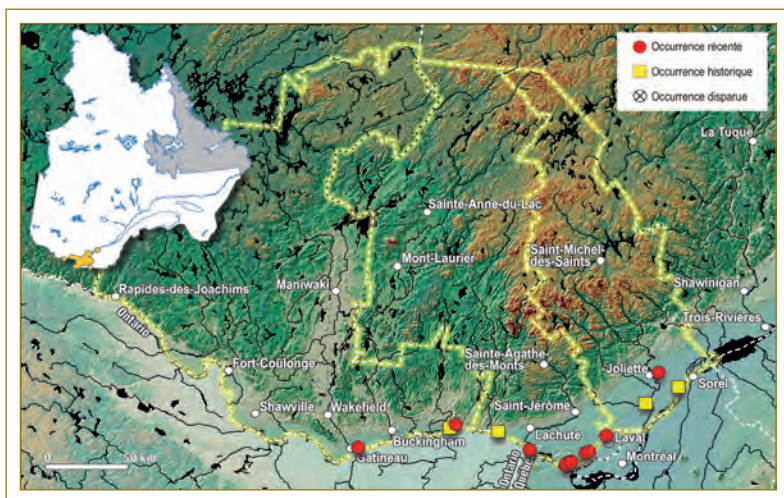 Occurrence récente
Occurrence historique
Occurrence disparue
La Tuque
Sainte-Anne-du-Lac
Saint-Michel-
des-Saints
Mont-Laurier
Maniwaki
Rapides-des-Joachims
Shawinigan
Trois-Rivières
Ontario
Fort-Coulonge
Sainte-Agathe-
des-Monts
Joliette
Sorel
Shawville
Wakefield
Saint-Jérôme
Buckingham
Lachute
Laval
Gatineau
Ontario
Québec
Montréal
0
50 km